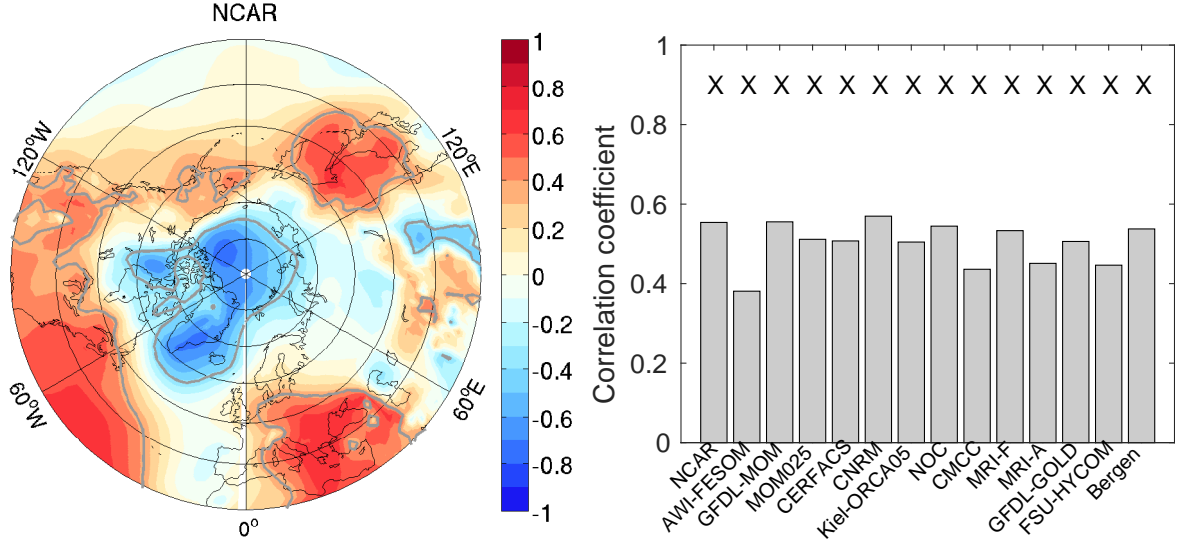 NCAR
120°W
120°E
60°W
60°E
0°
1
0.8
0.6
0.4
0.2
0
-0.2
-0.4
-0.6
-0.8
-1
Correlation coefficient
1
0.8
0.6
0.4
0.2
0
X X X X X X X X X X X X X X
NCAR
AWI-FESOM
GFDL-MOM
MOM025
CERFACS
CNRM
Kiel-ORCA05
NOC
CMCC
MRI-F
MRI-A
GFDL-GOLD
FSU-HYCOM
Bergen